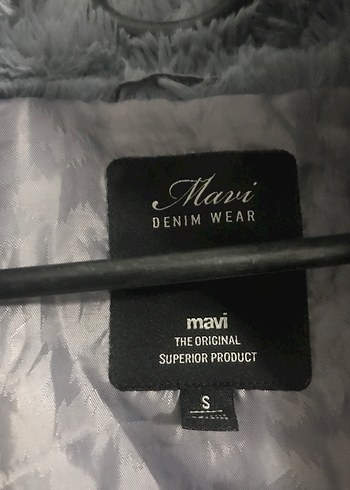 Mavi
DENIM WEAR
mavi
THE ORIGINAL
SUPERIOR PRODUCT
S